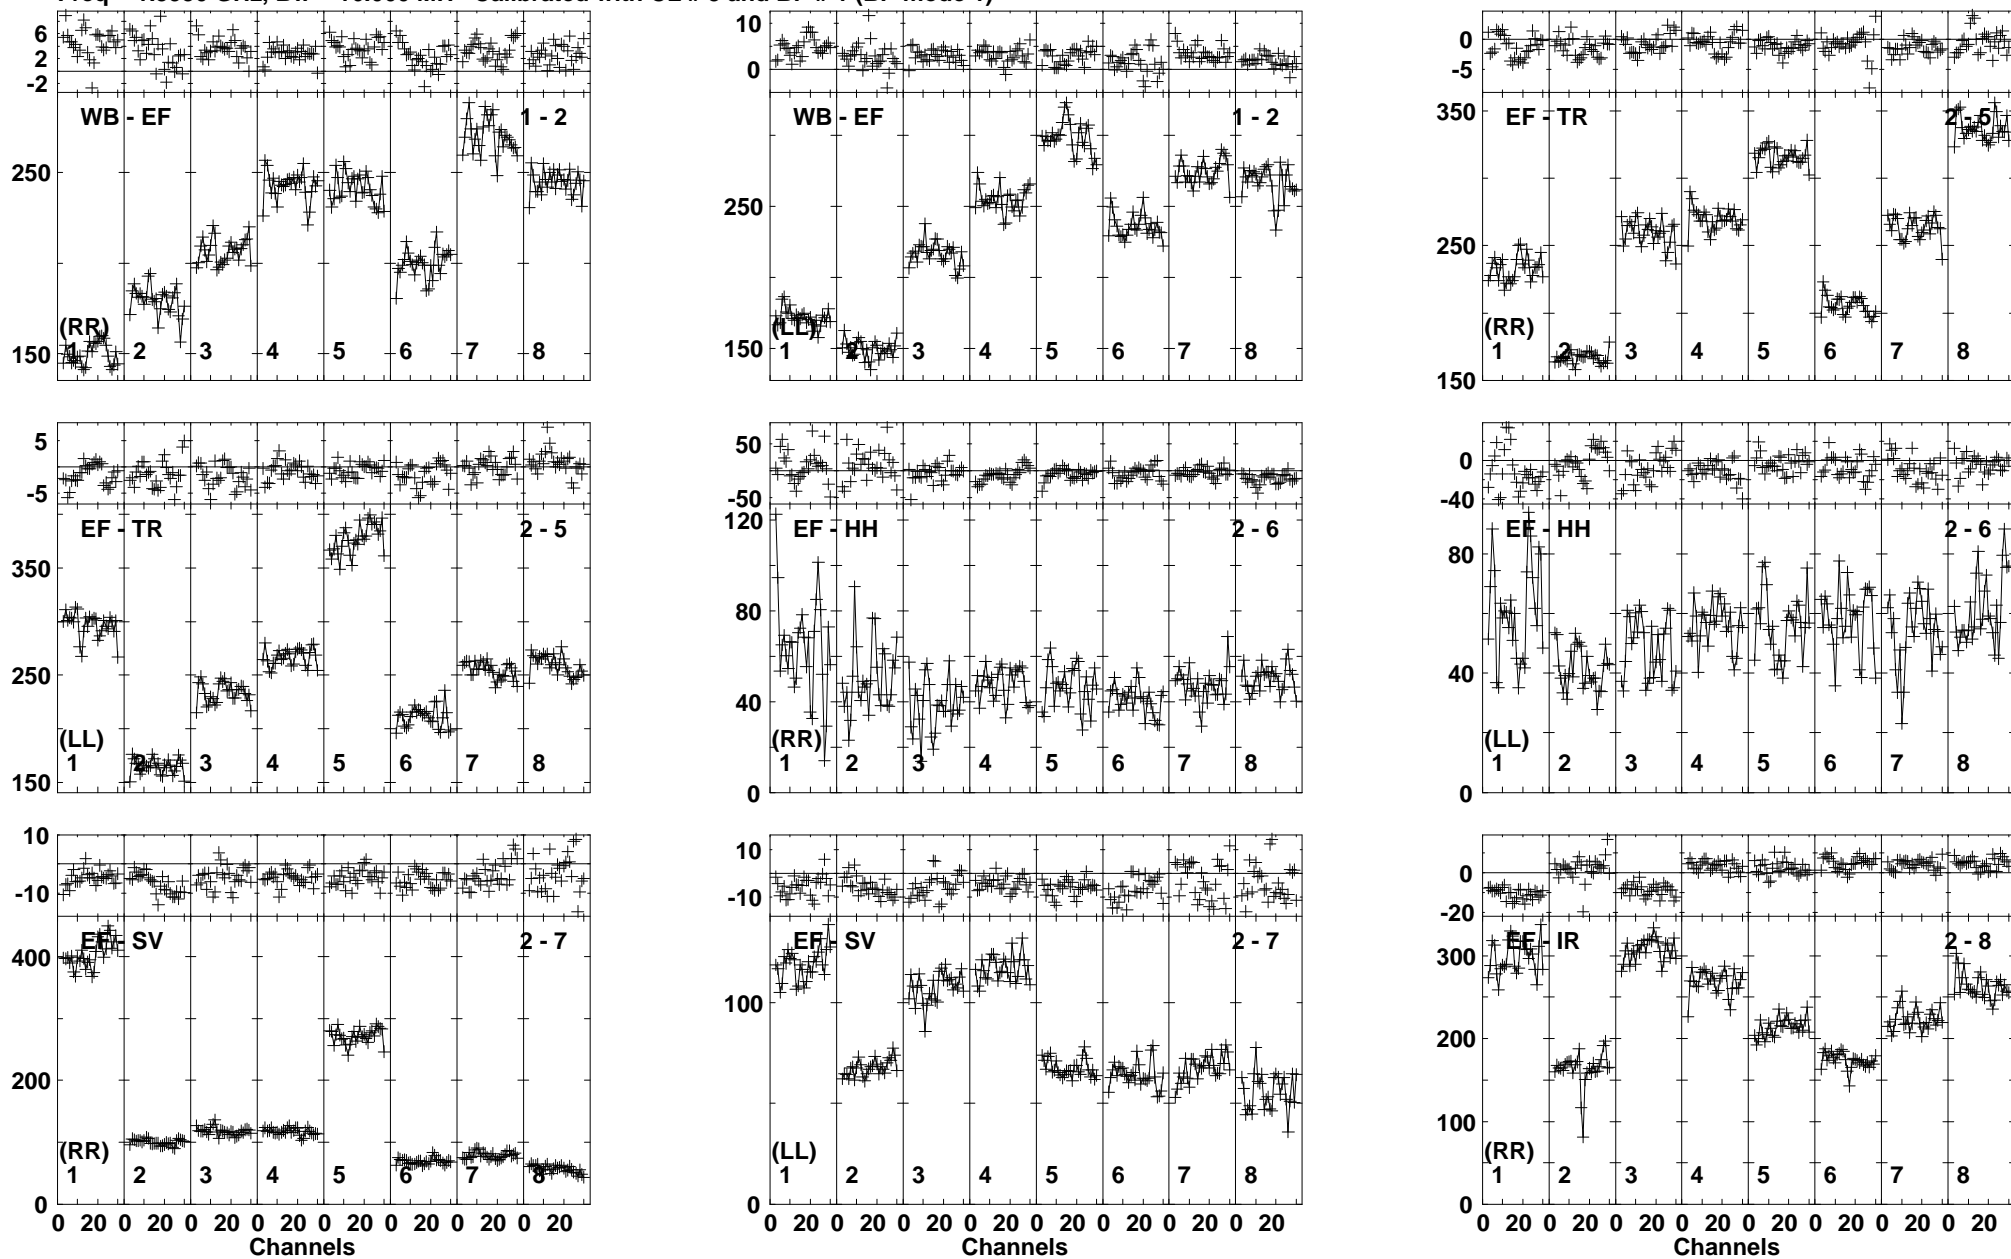 6 2 -2
WB - EF 1 - 2
250
150
(RR)
1 2 3 4 5 6 7 8
10 0
WB - EF 1 - 2
250
150
(LL)
1 2 3 4 5 6 7 8
0 -5
EF - TR 2 - 5
350
250
150
(RR)
1 2 3 4 5 6 7 8
5 -5
EF - TR 2 - 5
350
250
150
(LL)
1 2 3 4 5 6 7 8
50 -50
EF - HH 2 - 6
120
80
40
0
(RR)
1 2 3 4 5 6 7 8
0 -40
EF - HH 2 - 6
80
40
0
(LL)
1 2 3 4 5 6 7 8
10 -10
EF - SV 2 - 7
400
200
0
(RR)
1 2 3 4 5 6 7 8
0 20 0 20 0 20 0 20 0 20 0 20 0 20 0 20
Channels
10 -10
EF - SV 2 - 7
100
0
(LL)
1 2 3 4 5 6 7 8
0 20 0 20 0 20 0 20 0 20 0 20 0 20 0 20
Channels
0 -20
EF - IR 2 - 8
300
200
100
0
(RR)
1 2 3 4 5 6 7 8
0 20 0 20 0 20 0 20 0 20 0 20 0 20 0 20
Channels